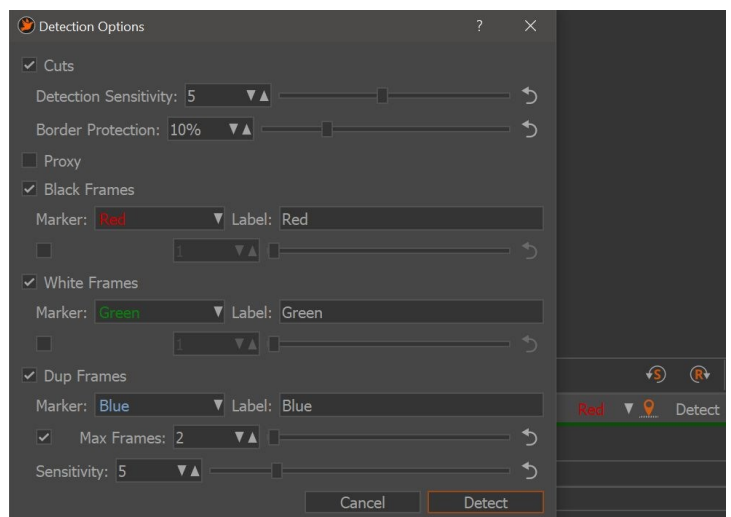 Detection Options ?
Cuts
Detection Sensitivity: 5
Border Protection: 10%
Proxy
Black Frames
Marker: Red Label: Red
1
White Frames
Marker: Green Label: Green
1
Dup Frames
Marker: Blue Label: Blue
Max Frames: 2
Sensitivity: 5
Cancel Detect
S R
Red Detect